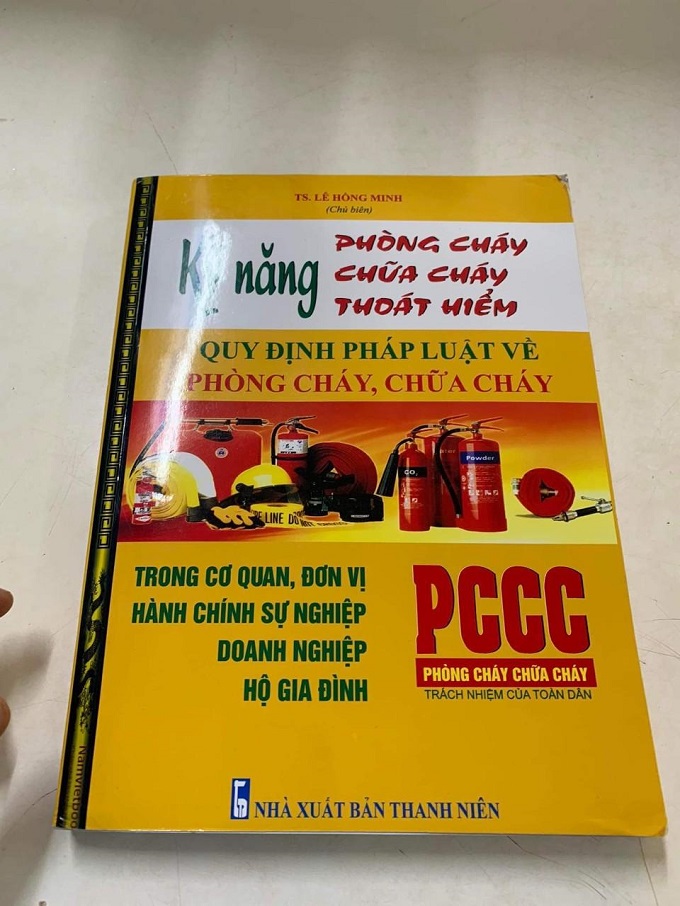 TS. LÊ HỒNG MINH
(Chủ biên)
Kỹ năng
PHÒNG CHÁY
CHỮA CHÁY
THOÁT HIỂM
QUY ĐỊNH PHÁP LUẬT VỀ
PHÒNG CHÁY, CHỮA CHÁY
CO₂
Powder
TRONG CƠ QUAN, ĐƠN VỊ
HÀNH CHÍNH SỰ NGHIỆP
DOANH NGHIỆP
HỘ GIA ĐÌNH
PCCC
PHÒNG CHÁY CHỮA CHÁY
TRÁCH NHIỆM CỦA TOÀN DÂN
NHÀ XUẤT BẢN THANH NIÊN